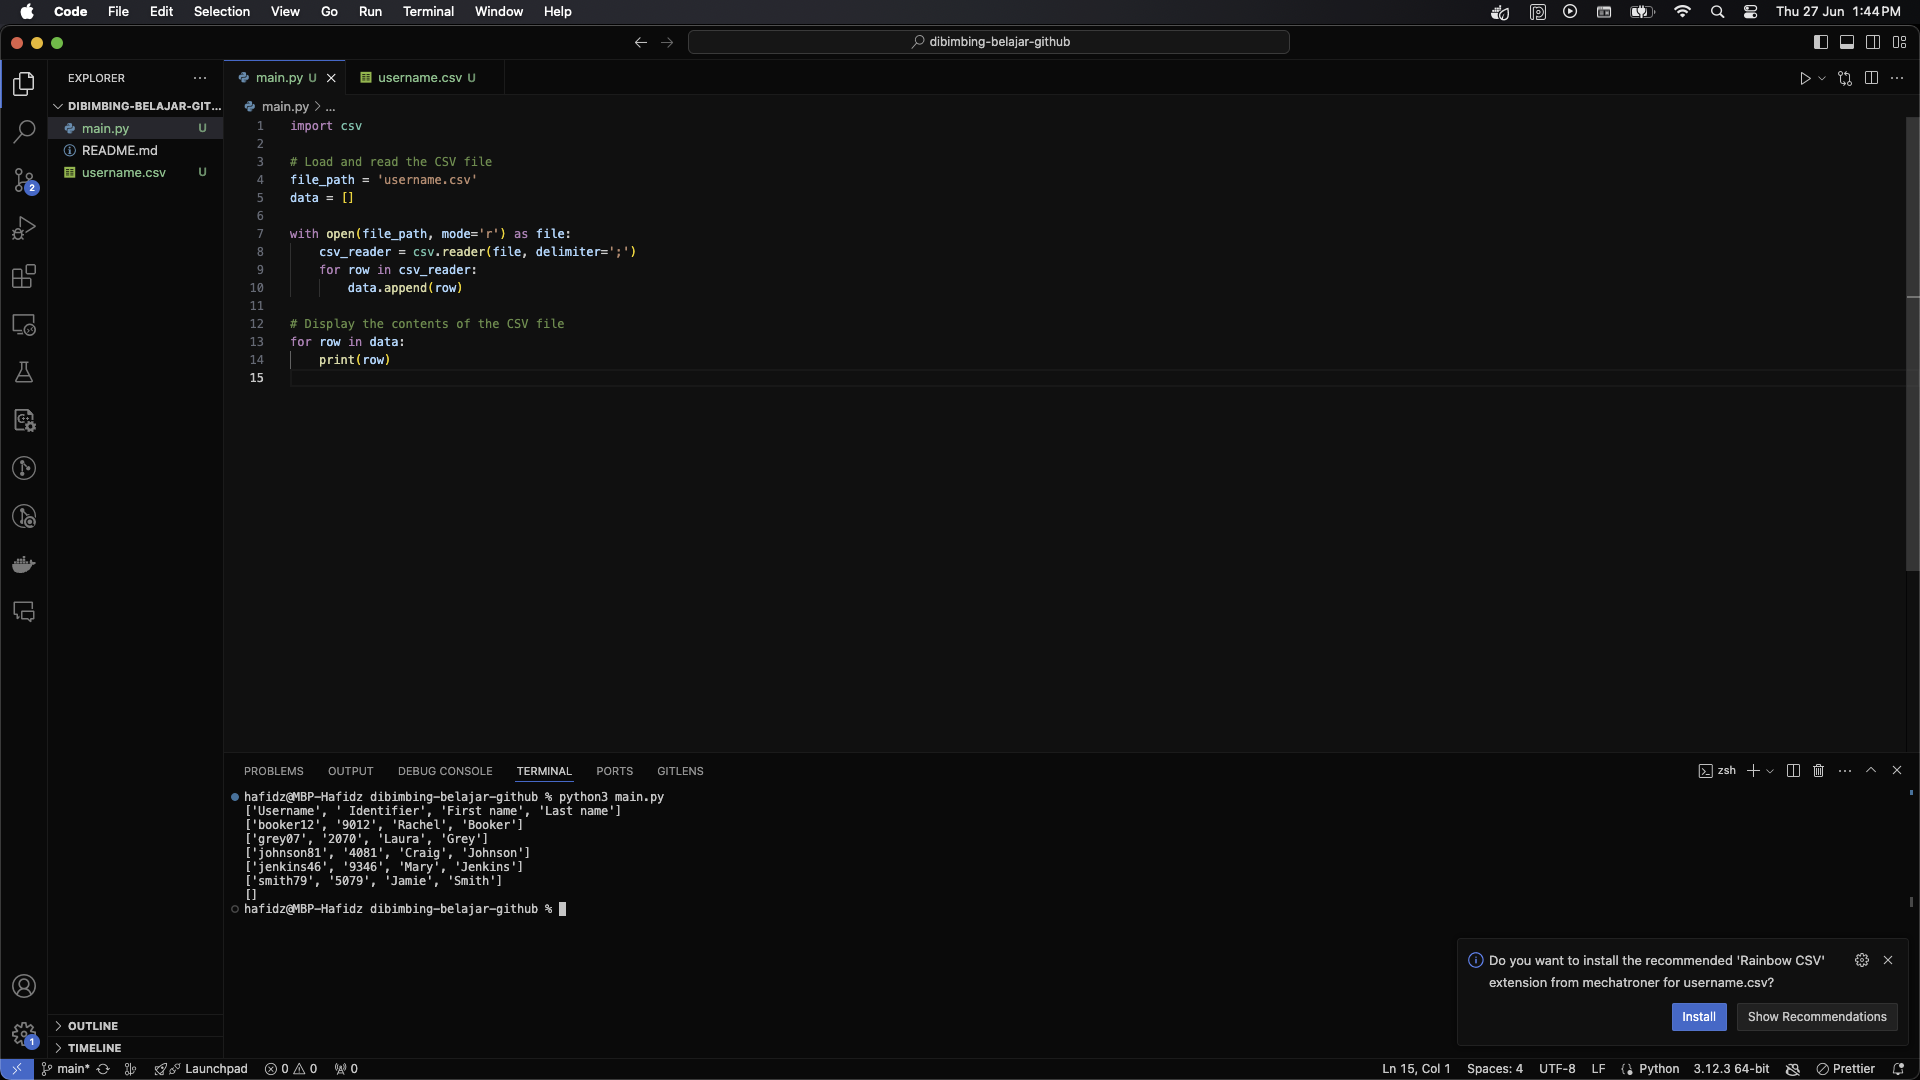 Code File Edit Selection View Go Run Terminal Window Help Thu 27 Jun 1:44 PM
dibimbing-belajar-github
EXPLORER
DIBIMBING-BELAJAR-GIT...
main.py U
README.md
username.csv U
2
main.py U
username.csv U
main.py > ...
1 import csv
2
3 # Load and read the CSV file
4 file_path = 'username.csv'
5 data = []
6
7 with open(file_path, mode='r') as file:
8 csv_reader = csv.reader(file, delimiter=';')
9 for row in csv_reader:
10 data.append(row)
11
12 # Display the contents of the CSV file
13 for row in data:
14 print(row)
15
PROBLEMS OUTPUT DEBUG CONSOLE TERMINAL PORTS GITLENS zsh
hafidz@MBP-Hafidz dibimbing-belajar-github % python3 main.py
['Username', ' Identifier', 'First name', 'Last name']
['booker12', '9012', 'Rachel', 'Booker']
['grey07', '2070', 'Laura', 'Grey']
['johnson81', '4081', 'Craig', 'Johnson']
['jenkins46', '9346', 'Mary', 'Jenkins']
['smith79', '5079', 'Jamie', 'Smith']
[]
hafidz@MBP-Hafidz dibimbing-belajar-github %
Do you want to install the recommended 'Rainbow CSV'
extension from mechatroner for username.csv?
Install Show Recommendations
OUTLINE
TIMELINE
1
main* Launchpad 0 0 0 Ln 15, Col 1 Spaces: 4 UTF-8 LF Python 3.12.3 64-bit Prettier